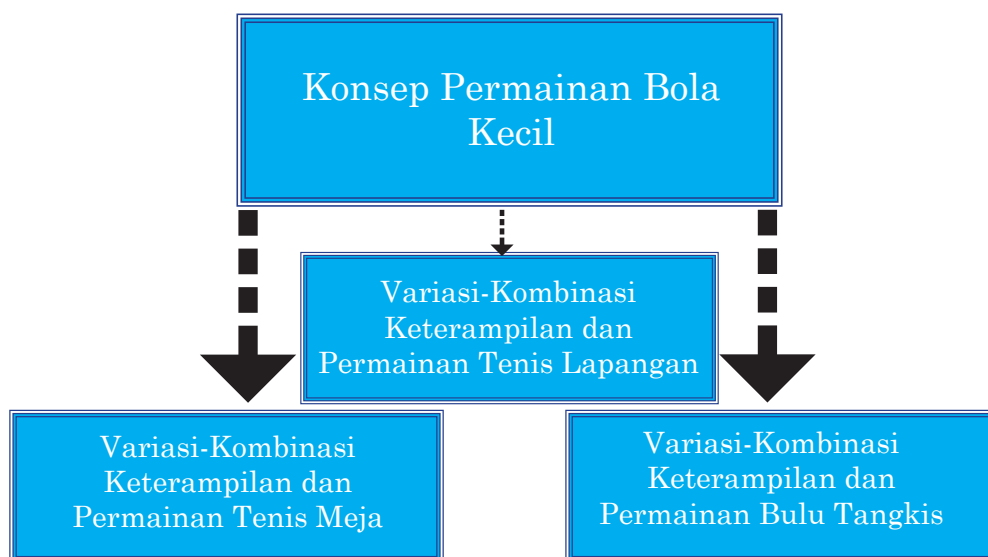 Konsep Permainan Bola
Kecil
Variasi-Kombinasi
Keterampilan dan
Permainan Tenis Lapangan
Variasi-Kombinasi
Keterampilan dan
Permainan Tenis Meja
Variasi-Kombinasi
Keterampilan dan
Permainan Bulu Tangkis